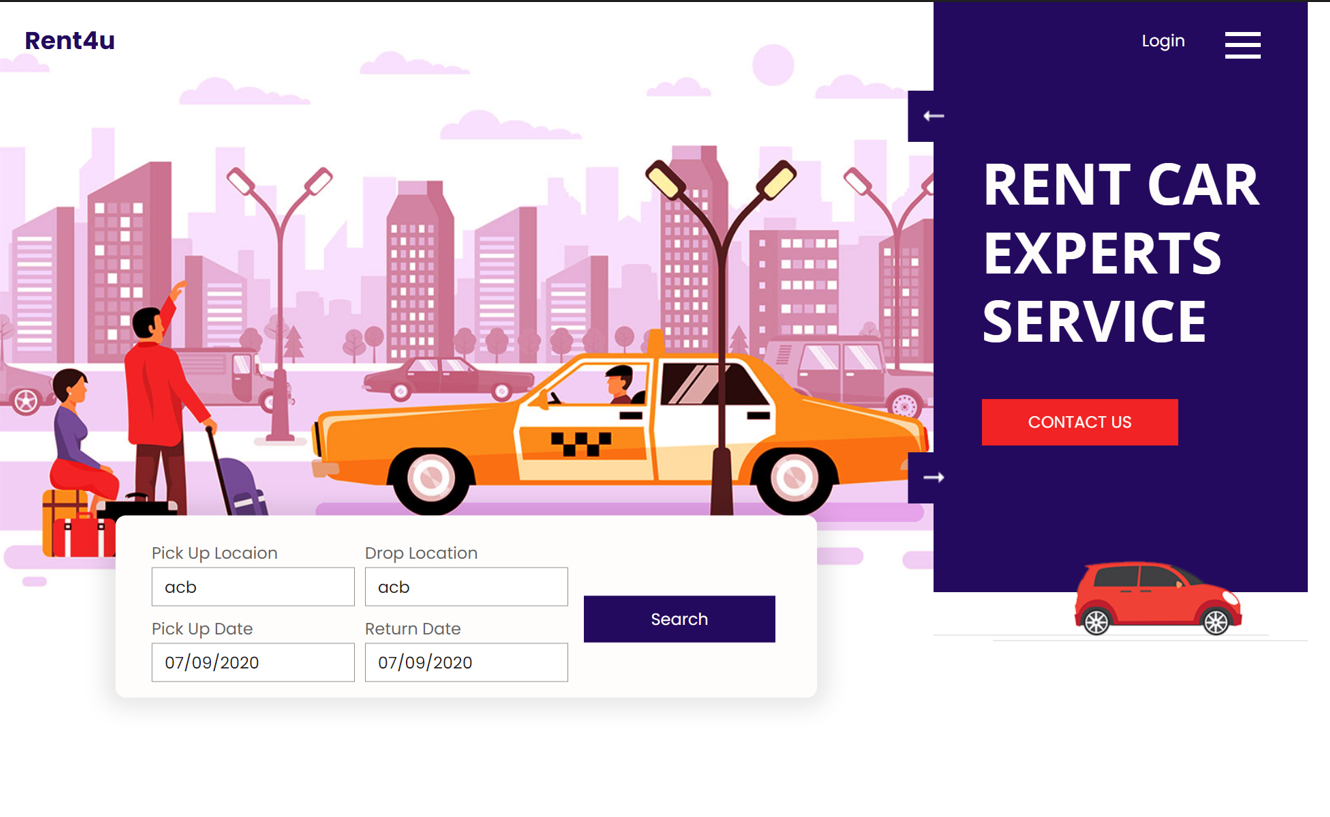 Rent4u
Login
RENT CAR
EXPERTS
SERVICE
CONTACT US
Pick Up Locaion
Drop Location
acb
acb
Search
Pick Up Date
Return Date
07/09/2020
07/09/2020